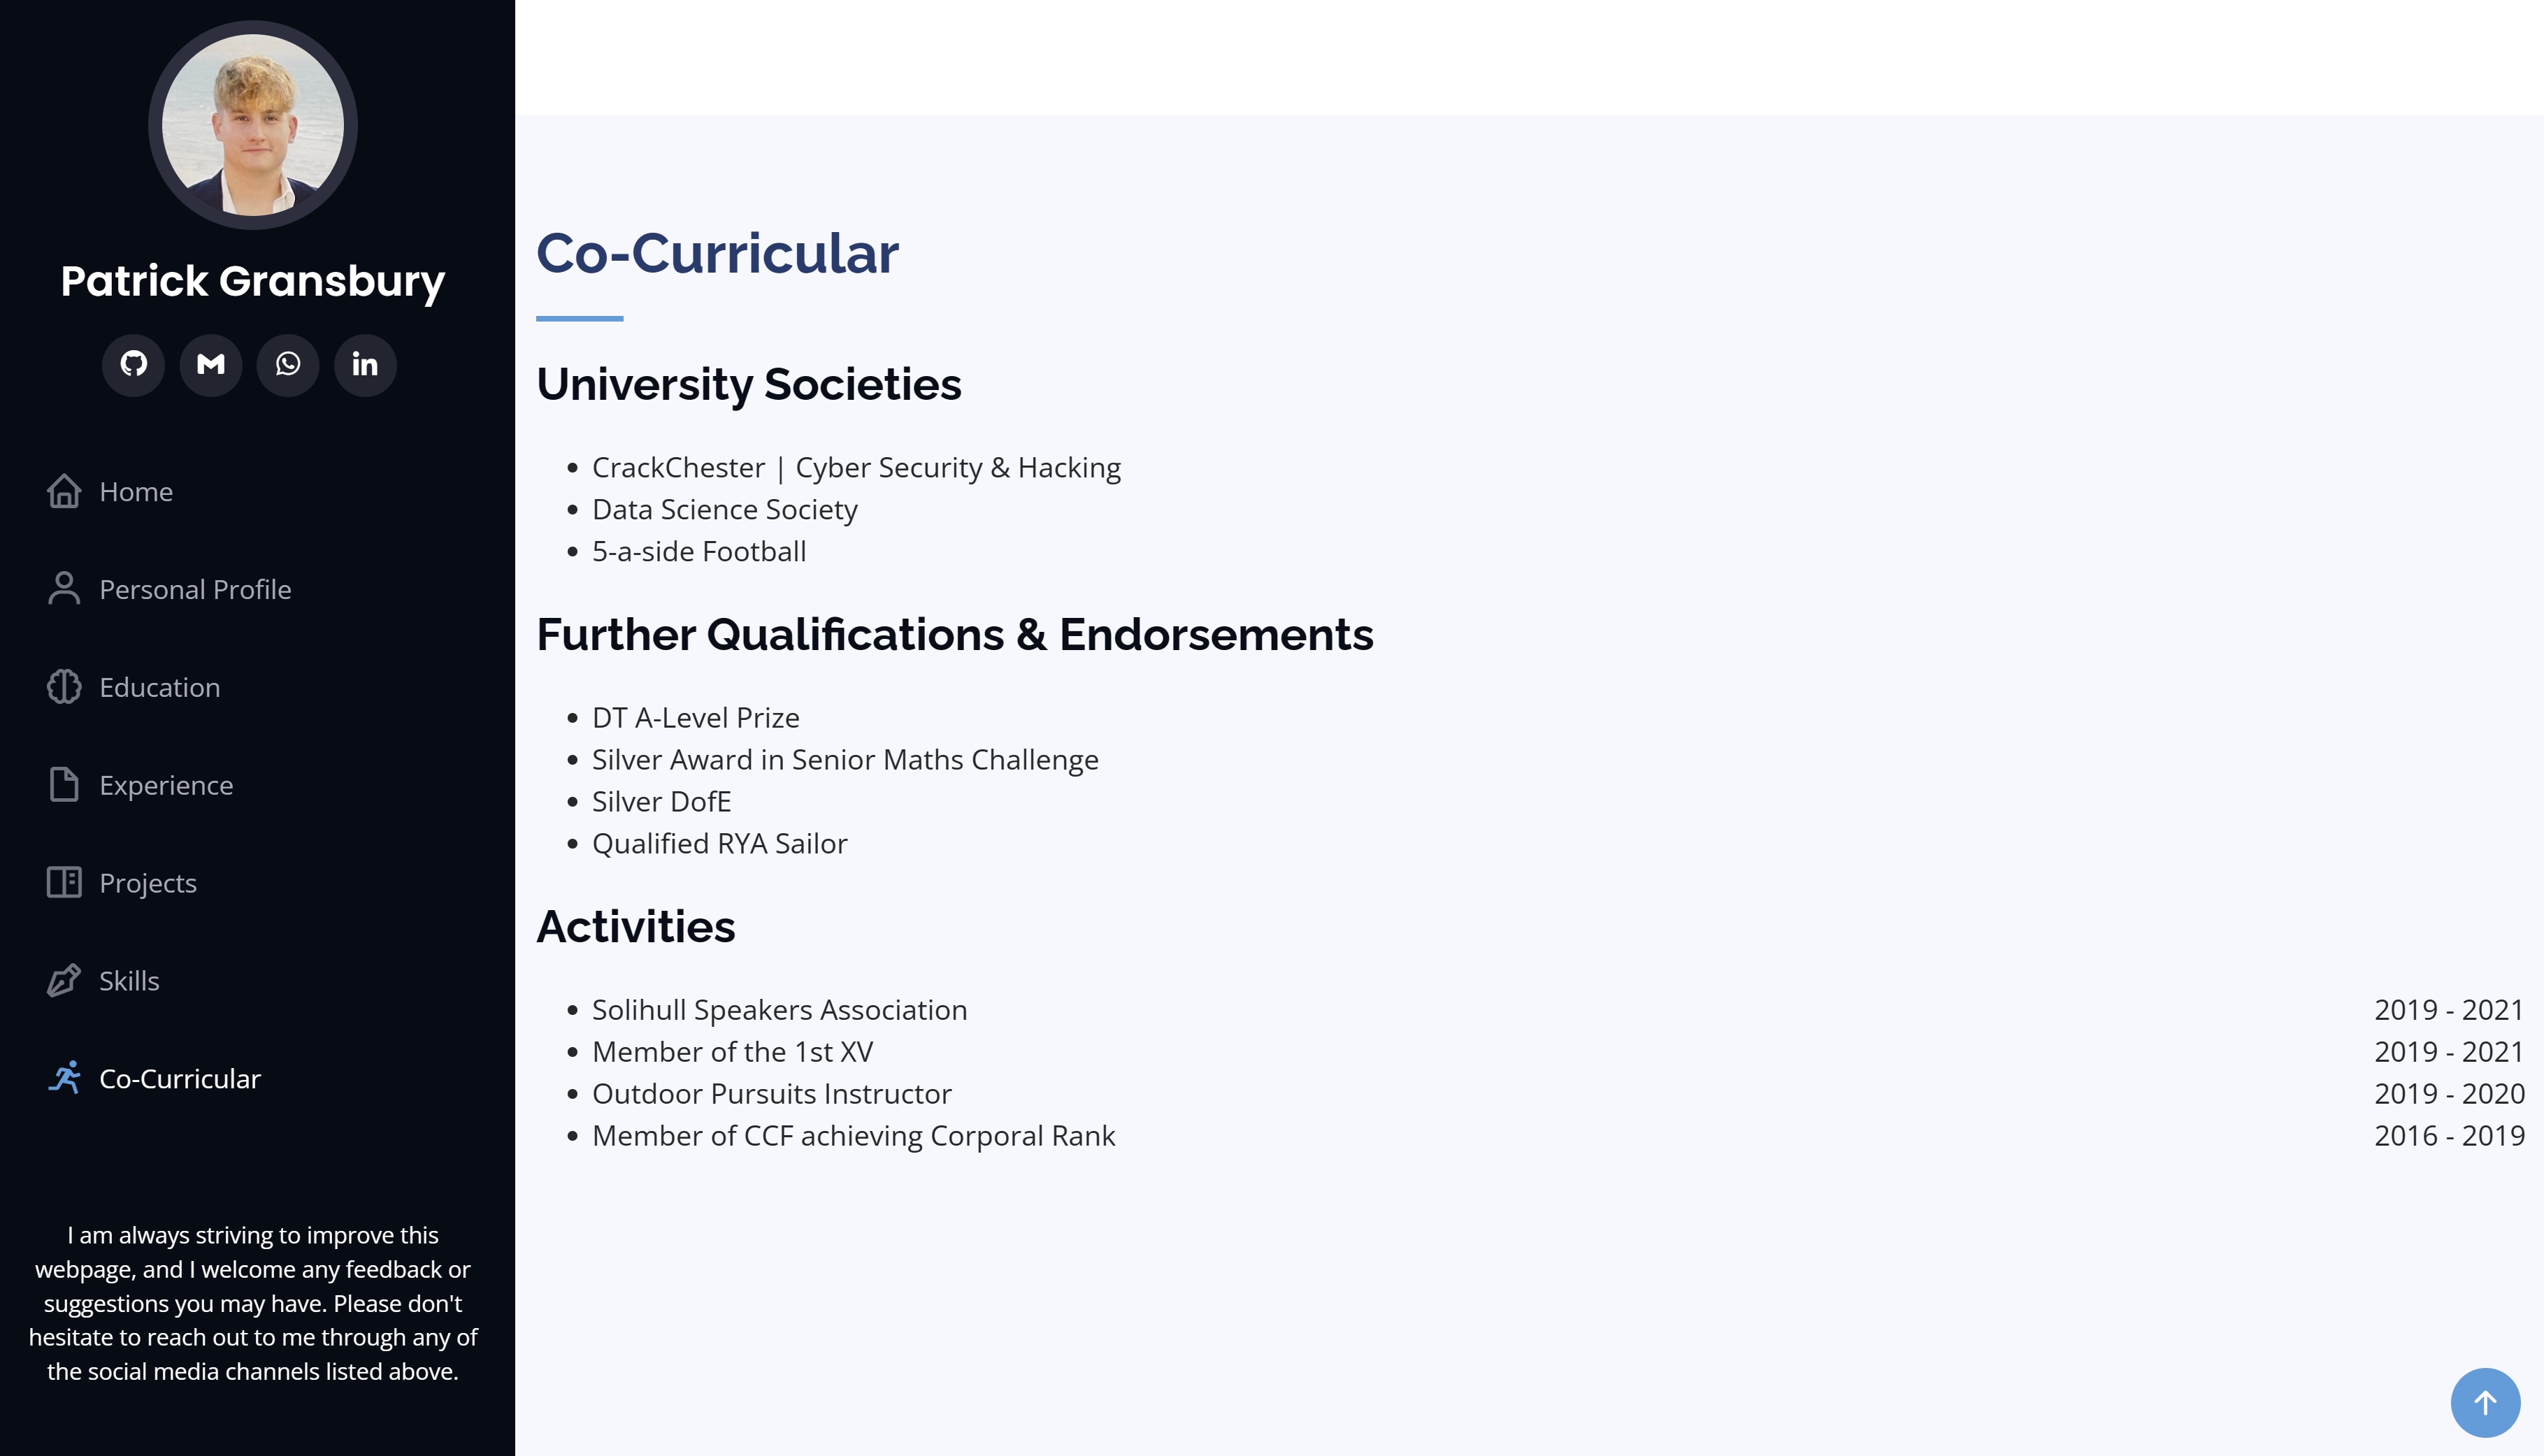 Patrick Gransbury
Home
Personal Profile
Education
Experience
Projects
Skills
Co-Curricular
I am always striving to improve this
webpage, and I welcome any feedback or
suggestions you may have. Please don't
hesitate to reach out to me through any of
the social media channels listed above.
Co-Curricular
University Societies
CrackChester | Cyber Security & Hacking
Data Science Society
5-a-side Football
Further Qualifications & Endorsements
DT A-Level Prize
Silver Award in Senior Maths Challenge
Silver DofE
Qualified RYA Sailor
Activities
Solihull Speakers Association 2019 - 2021
Member of the 1st XV 2019 - 2021
Outdoor Pursuits Instructor 2019 - 2020
Member of CCF achieving Corporal Rank 2016 - 2019